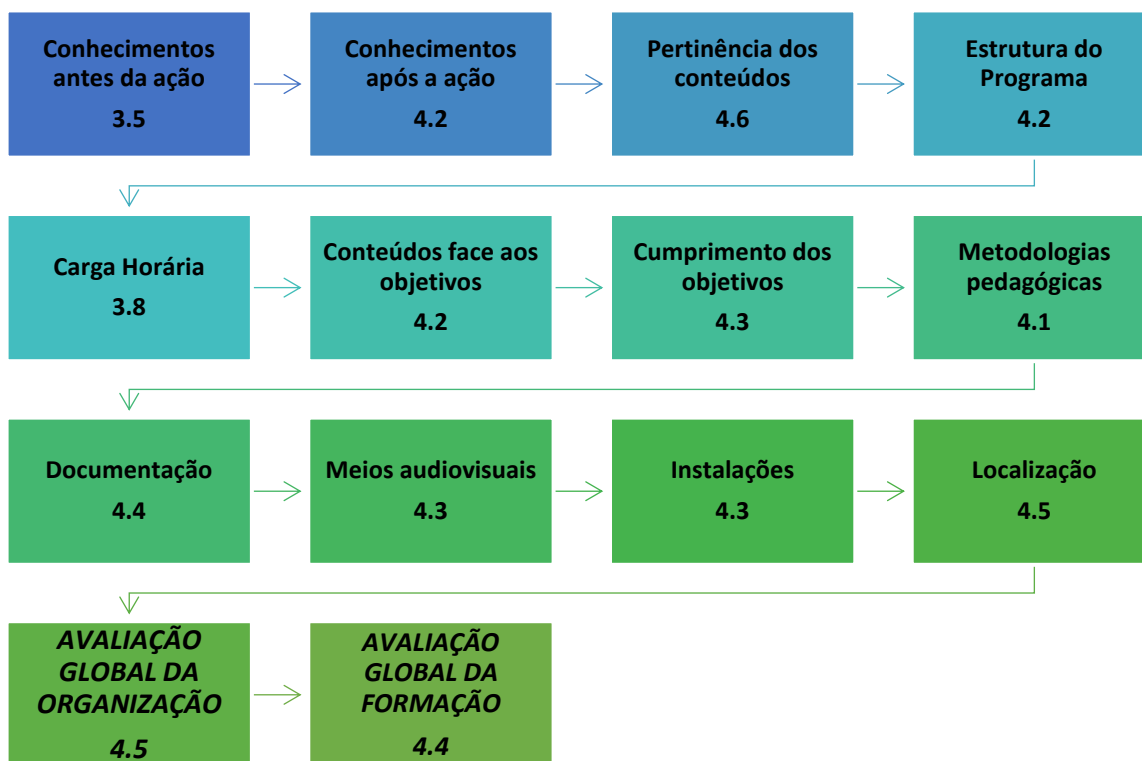 Conhecimentos
antes da ação
3.5
Conhecimentos
após a ação
4.2
Pertinência dos
conteúdos
4.6
Estrutura do
Programa
4.2
Carga Horária
3.8
Conteúdos face aos
objetivos
4.2
Cumprimento dos
objetivos
4.3
Metodologias
pedagógicas
4.1
Documentação
4.4
Meios audiovisuais
4.3
Instalações
4.3
Localização
4.5
AVALIAÇÃO
GLOBAL DA
ORGANIZAÇÃO
4.5
AVALIAÇÃO
GLOBAL DA
FORMAÇÃO
4.4